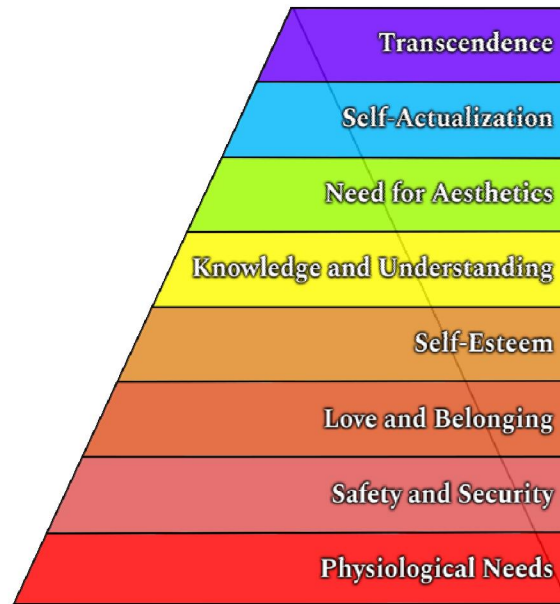 Transcendence
Self-Actualization
Need for Aesthetics
Knowledge and Understanding
Self-Esteem
Love and Belonging
Safety and Security
Physiological Needs